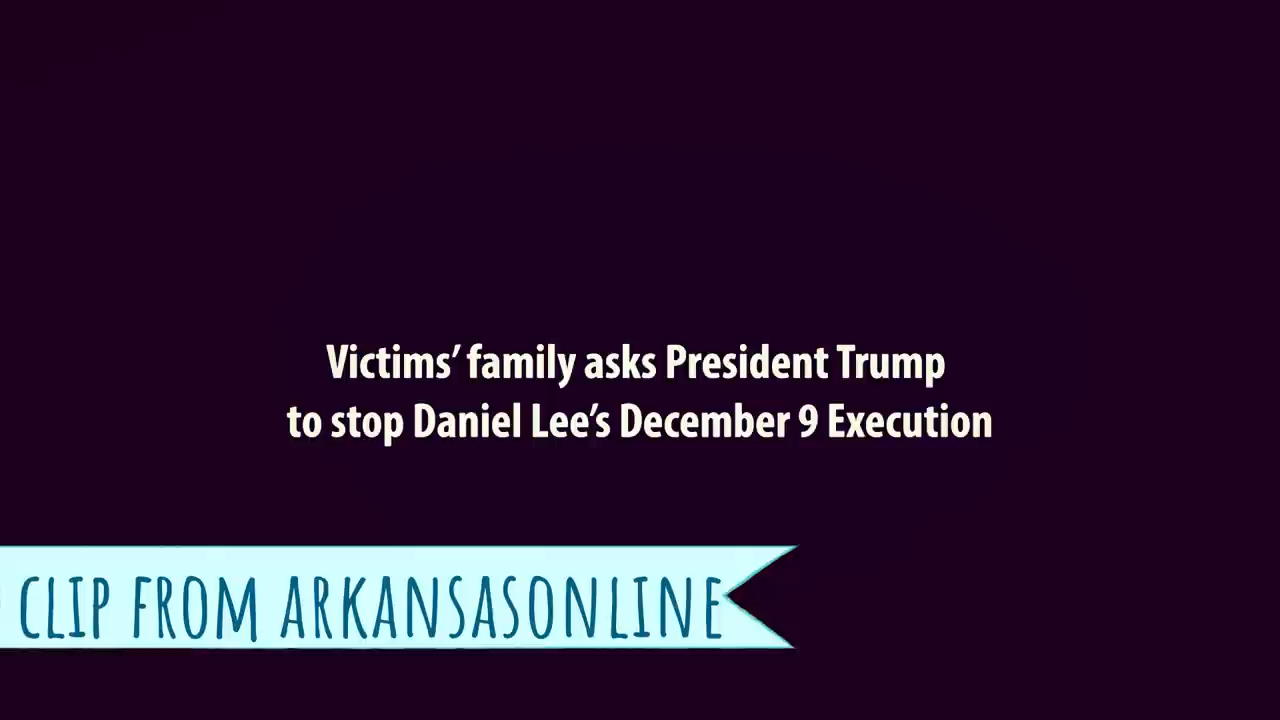 Victims’ family asks President Trump
to stop Daniel Lee’s December 9 Execution
CLIP FROM ARKANSASONLINE